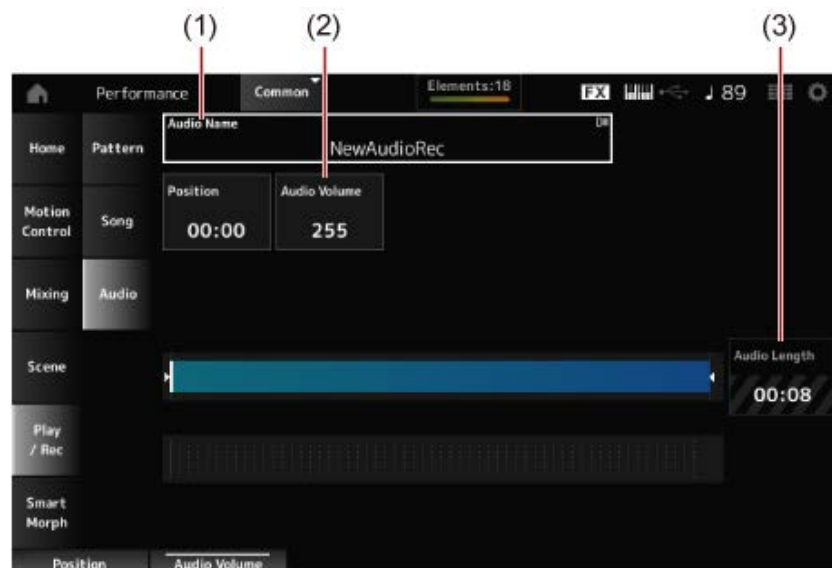 (1) (2) (3)
Performance Common Elements:18 FX 89
Audio Name
NewAudioRec
Home Pattern
Position Audio Volume
00:00 255
Motion Control Song
Mixing Audio
Scene
Audio Length
00:08
Play / Rec
Smart Morph
Position Audio Volume